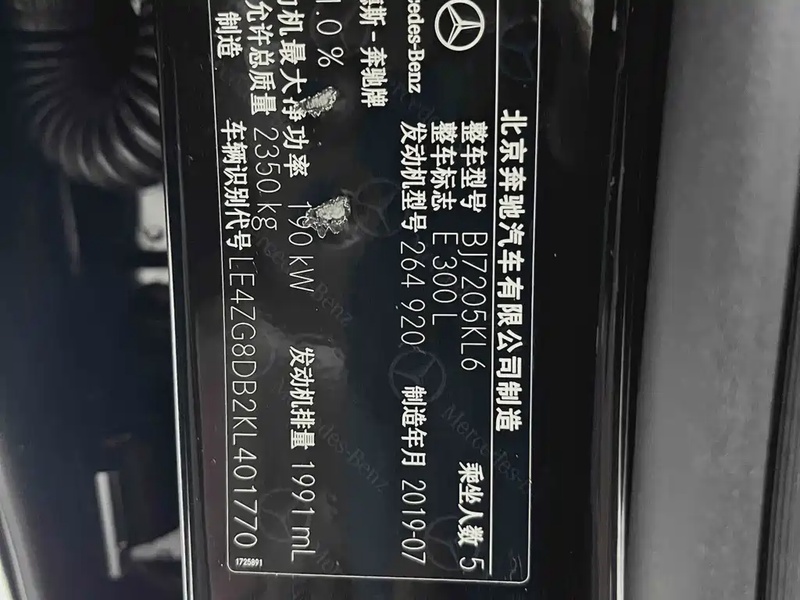 北京奔驰汽车有限公司制造
Mercedes-Benz
斯-奔驰牌
整车型号 BJ7205KL6 乘坐人数 5
整车标志 E 300 L
发动机型号 264 920 制造年月 2019-07
机最大净功率 190 kW 发动机排量 1991 mL
允许总质量 2350 kg
制造
车辆识别代号 LE4ZG8DB2KL401770
1725891